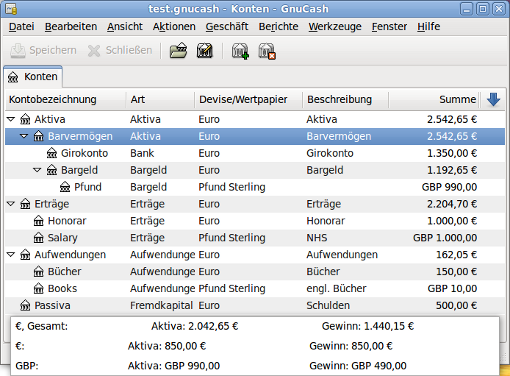 test.gnucash - Konten - GnuCash
Datei Bearbeiten Ansicht Aktionen Geschäft Berichte Werkzeuge Fenster Hilfe
Speichern Schließen
Konten
Kontobezeichnung Art Devise/Wertpapier Beschreibung Summe
Aktiva Aktiva Euro Aktiva 2.542,65 €
Barvermögen Aktiva Euro Barvermögen 2.542,65 €
Girokonto Bank Euro Girokonto 1.350,00 €
Bargeld Bargeld Euro Bargeld 1.192,65 €
Pfund Bargeld Pfund Sterling GBP 990,00
Erträge Erträge Euro Erträge 2.204,70 €
Honorar Erträge Euro Honorar 1.000,00 €
Salary Erträge Pfund Sterling NHS GBP 1.000,00
Aufwendungen Aufwendunge Euro Aufwendungen 162,05 €
Bücher Aufwendunge Euro Bücher 150,00 €
Books Aufwendunge Pfund Sterling engl. Bücher GBP 10,00
Passiva Fremdkapital Euro Schulden 500,00 €
€, Gesamt: Aktiva: 2.042,65 € Gewinn: 1.440,15 €
€: Aktiva: 850,00 € Gewinn: 850,00 €
GBP: Aktiva: GBP 990,00 Gewinn: GBP 490,00